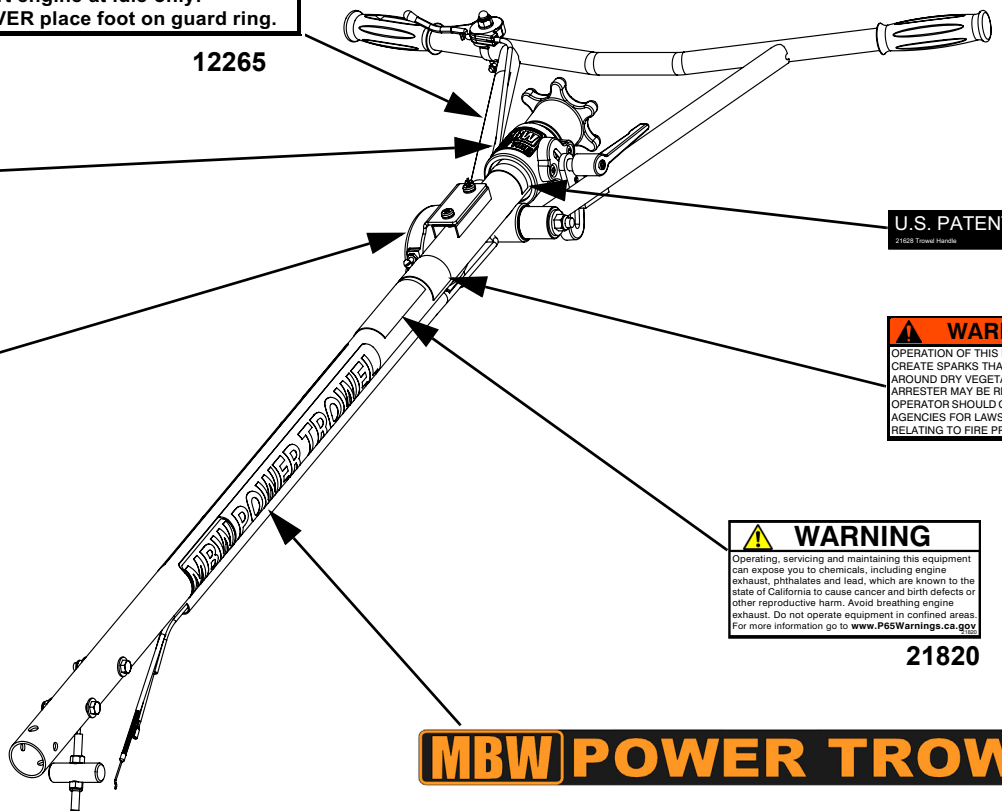 VER place foot on guard ring.
12265
MBW
U.S. PATEN
21628 Trowel Handle
WAR
OPERATION OF THIS
CREATE SPARKS THA
AROUND DRY VEGETA
ARRESTER MAY BE R
OPERATOR SHOULD
AGENCIES FOR LAWS
RELATING TO FIRE PR
MBW POWER TROWEL
WARNING
Operating, servicing and maintaining this equipment
can expose you to chemicals, including engine
exhaust, phthalates and lead, which are known to the
state of California to cause cancer and birth defects or
other reproductive harm. Avoid breathing engine
exhaust. Do not operate equipment in confined areas.
For more information go to www.P65Warnings.ca.gov
21820
21820
MBW POWER TROW